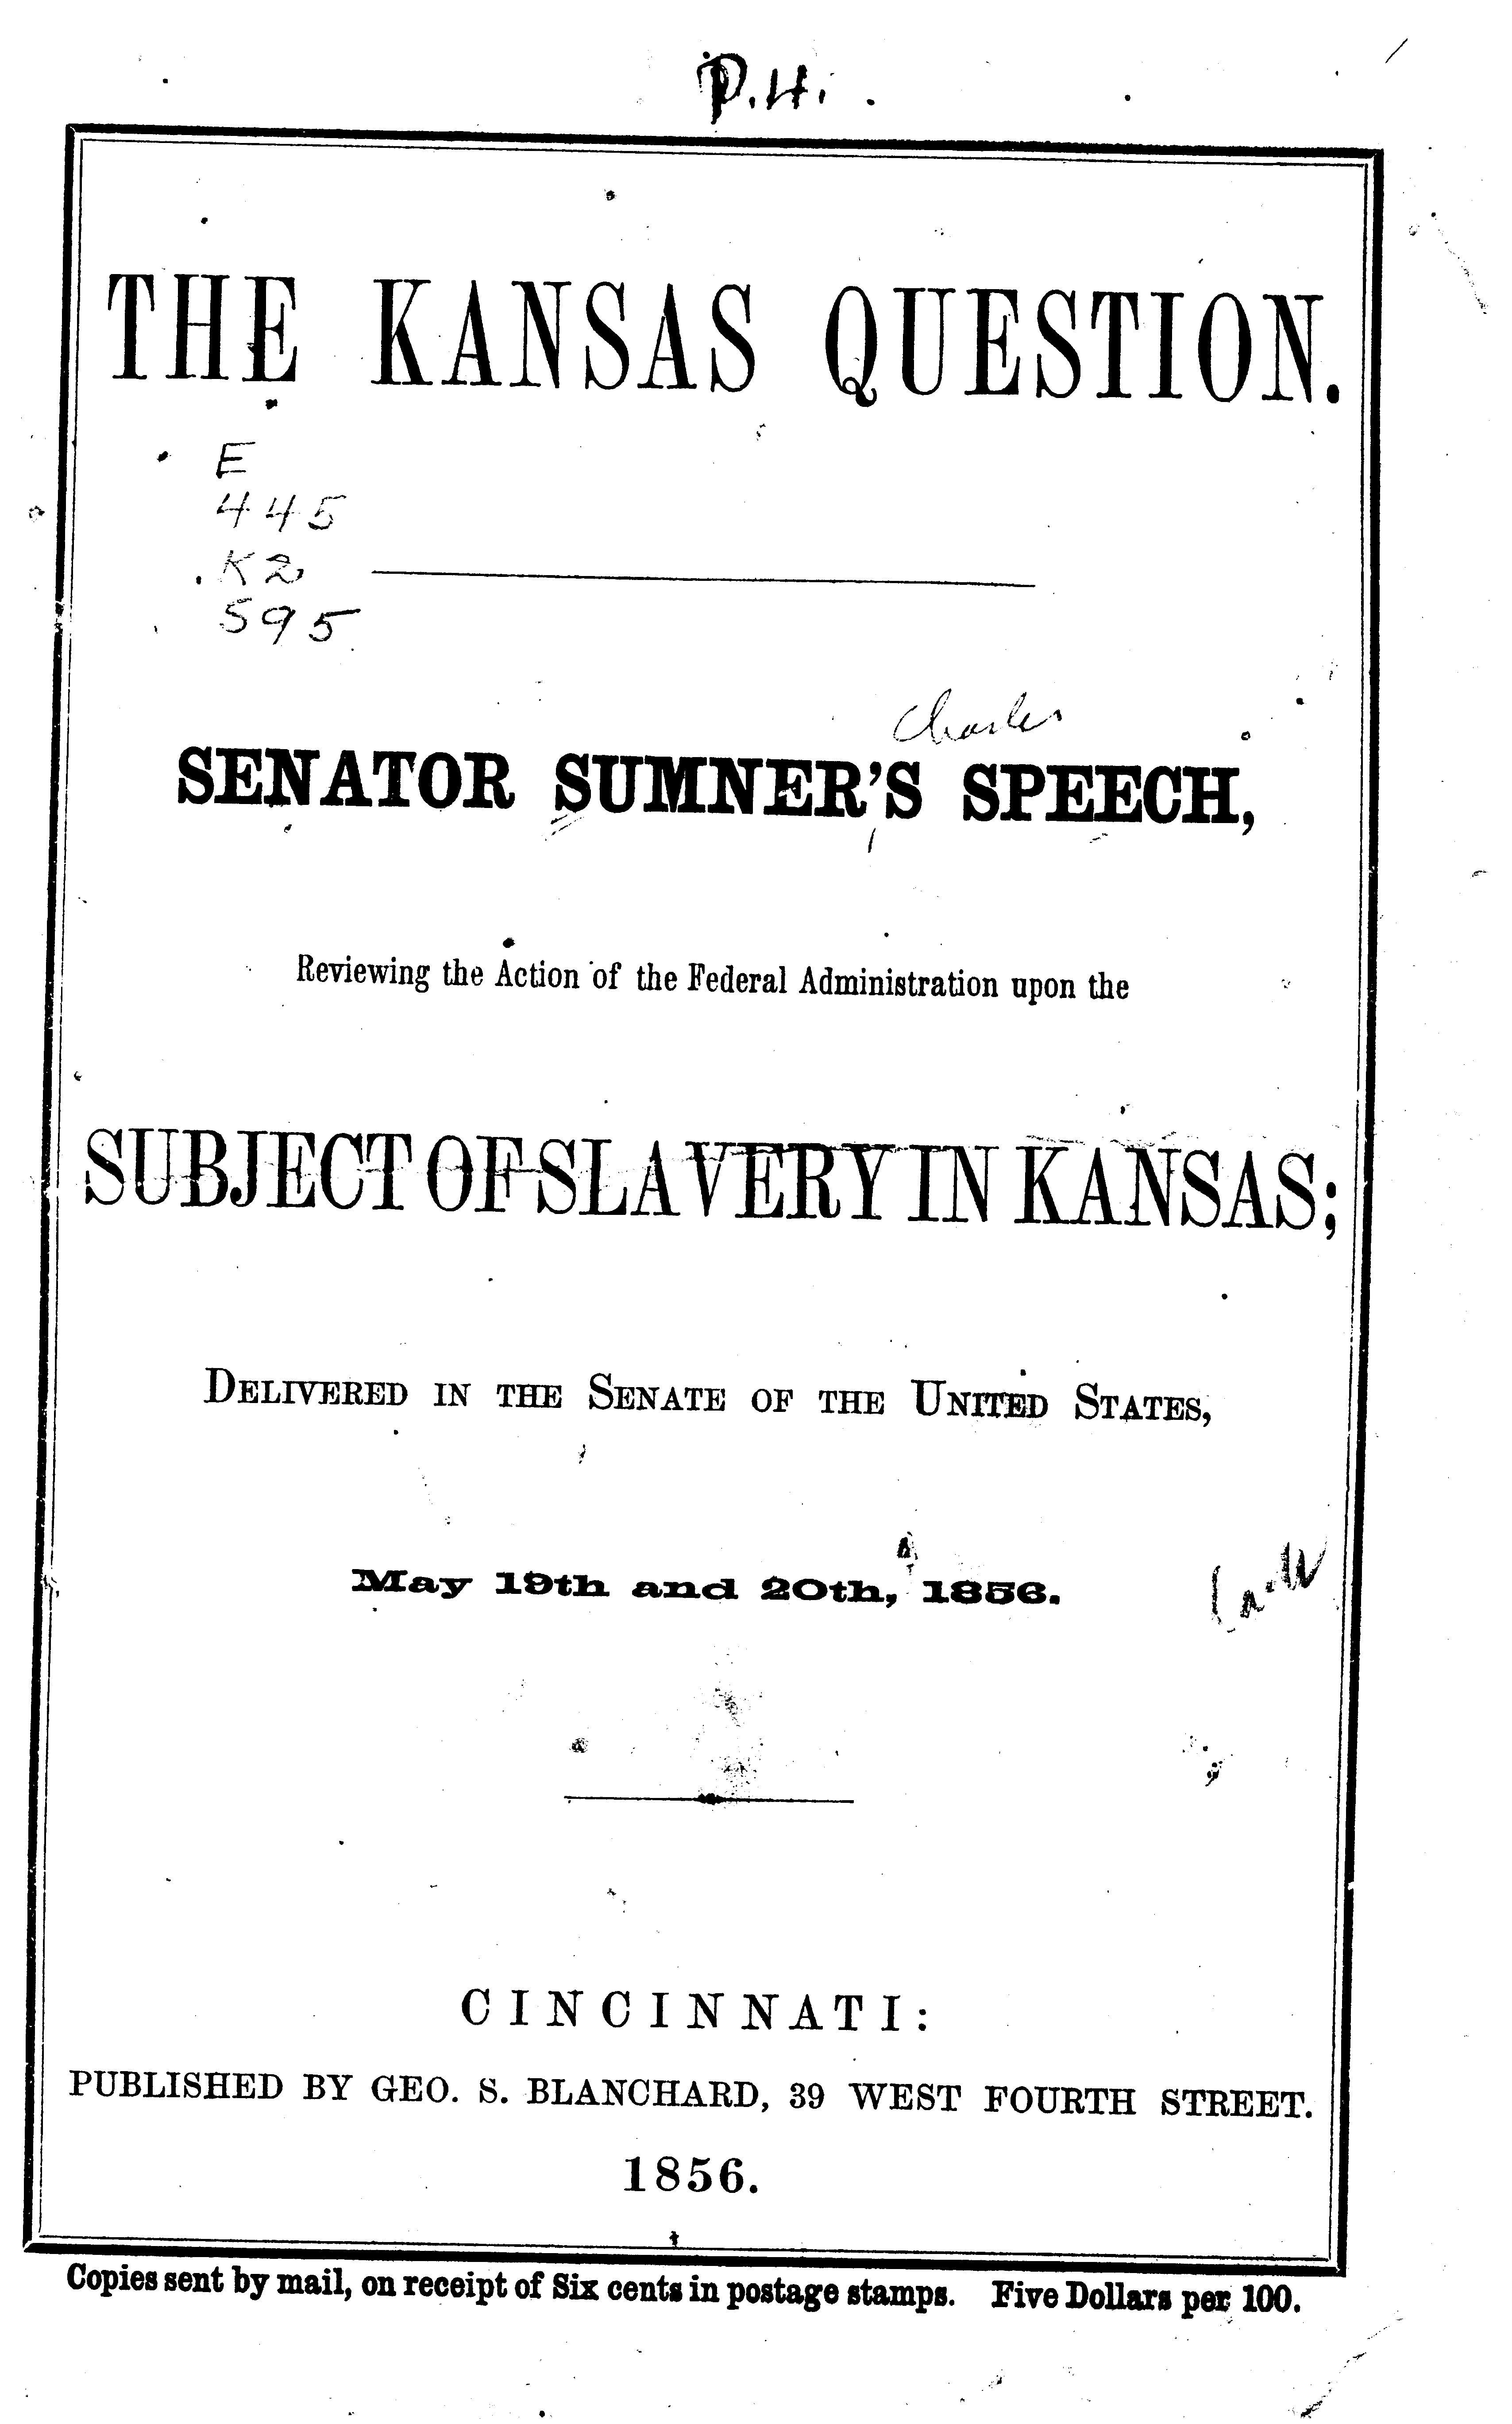 P.H.
THE KANSAS QUESTION.
E
445
.K2
S95
Charles
SENATOR SUMNER'S SPEECH,
Reviewing the Action of the Federal Administration upon the
SUBJECT OF SLAVERY IN KANSAS;
DELIVERED IN THE SENATE OF THE UNITED STATES,
May 19th and 20th, 1856.
CINCINNATI:
PUBLISHED BY GEO. S. BLANCHARD, 39 WEST FOURTH STREET.
1856.
Copies sent by mail, on receipt of Six cents in postage stamps. Five Dollars per 100.